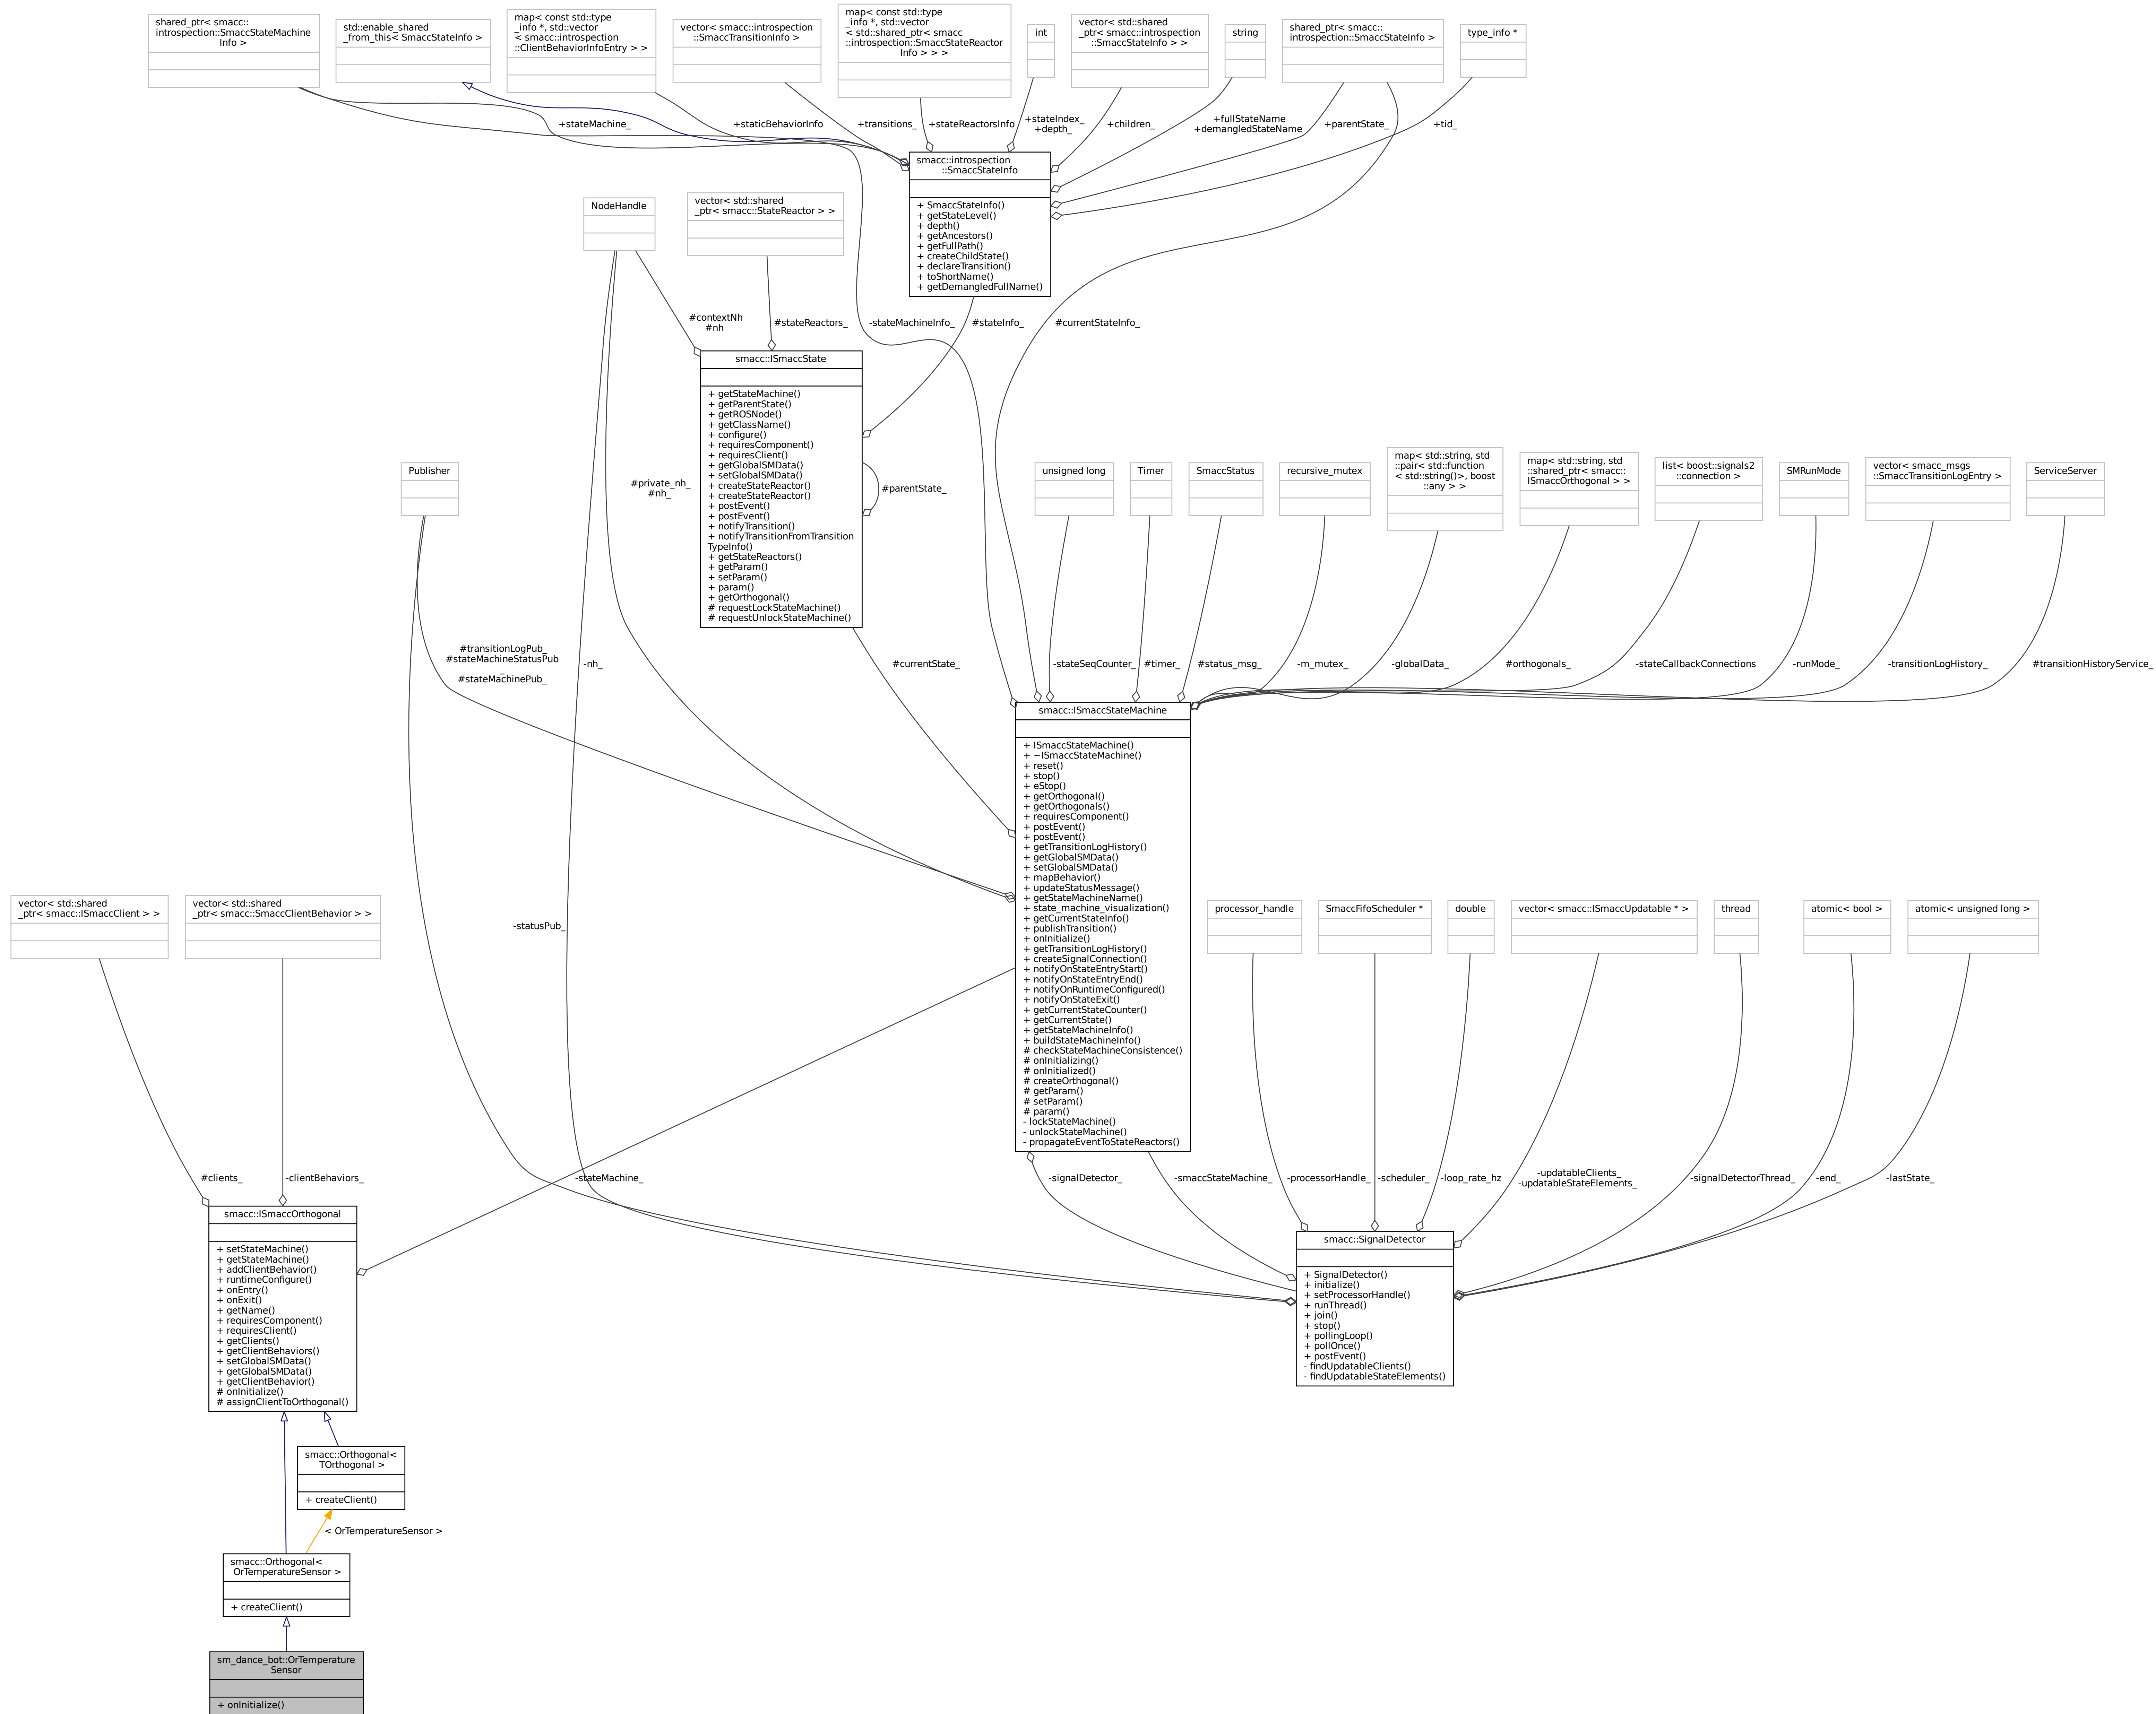 shared_ptr< smacc::
introspection::SmaccStateMachine
Info >
std::enable_shared
_from_this< SmaccStateInfo >
map< const std::type
_info *, std::vector
< smacc::introspection
::ClientBehaviorInfoEntry > >
vector< smacc::introspection
::SmaccTransitionInfo >
map< const std::type
_info *, std::vector
< std::shared_ptr< smacc
::introspection::SmaccStateReactor
Info > > >
int
vector< std::shared
_ptr< smacc::introspection
::SmaccStateInfo > >
string
shared_ptr< smacc::
introspection::SmaccStateInfo >
type_info *
+stateMachine_
+staticBehaviorInfo
+transitions_
+stateReactorsInfo
+stateIndex_
+depth_
+children_
+fullStateName
+demangledStateName
+parentState_
+tid_
smacc::introspection
::SmaccStateInfo
+ SmaccStateInfo()
+ getStateLevel()
+ depth()
+ getAncestors()
+ getFullPath()
+ createChildState()
+ declareTransition()
+ toShortName()
+ getDemangledFullName()
NodeHandle
vector< std::shared
_ptr< smacc::StateReactor > >
#contextNh
#nh
#stateReactors_
-stateMachineInfo_
#stateInfo_
#currentStateInfo_
smacc::ISmaccState
+ getStateMachine()
+ getParentState()
+ getROSNode()
+ getClassName()
+ configure()
+ requiresComponent()
+ requiresClient()
+ getGlobalSMData()
+ setGlobalSMData()
+ createStateReactor()
+ createStateReactor()
+ postEvent()
+ postEvent()
+ notifyTransition()
+ notifyTransitionFromTransition
TypeInfo()
+ getStateReactors()
+ getParam()
+ setParam()
+ param()
+ getOrthogonal()
# requestLockStateMachine()
# requestUnlockStateMachine()
#parentState_
Publisher
#private_nh_
#nh_
unsigned long
Timer
SmaccStatus
recursive_mutex
map< std::string, std
::pair< std::function
< std::string()>, boost
::any > >
map< std::string, std
::shared_ptr< smacc::
ISmaccOrthogonal > >
list< boost::signals2
::connection >
SMRunMode
vector< smacc_msgs
::SmaccTransitionLogEntry >
ServiceServer
#transitionLogPub_
#stateMachineStatusPub
_
#stateMachinePub_
-nh_
#currentState_
-stateSeqCounter_
#timer_
#status_msg_
-m_mutex_
-globalData_
#orthogonals_
-stateCallbackConnections
-runMode_
-transitionLogHistory_
#transitionHistoryService_
smacc::ISmaccStateMachine
+ ISmaccStateMachine()
+ ~ISmaccStateMachine()
+ reset()
+ stop()
+ eStop()
+ getOrthogonal()
+ getOrthogonals()
+ requiresComponent()
+ postEvent()
+ postEvent()
+ getTransitionLogHistory()
+ getGlobalSMData()
+ setGlobalSMData()
+ mapBehavior()
+ updateStatusMessage()
+ getStateMachineName()
+ state_machine_visualization()
+ getCurrentStateInfo()
+ publishTransition()
+ onInitialize()
+ getTransitionLogHistory()
+ createSignalConnection()
+ notifyOnStateEntryStart()
+ notifyOnStateEntryEnd()
+ notifyOnRuntimeConfigured()
+ notifyOnStateExit()
+ getCurrentStateCounter()
+ getCurrentState()
+ getStateMachineInfo()
+ buildStateMachineInfo()
# checkStateMachineConsistence()
# onInitializing()
# onInitialized()
# createOrthogonal()
# getParam()
# setParam()
# param()
- lockStateMachine()
- unlockStateMachine()
- propagateEventToStateReactors()
vector< std::shared
_ptr< smacc::ISmaccClient > >
vector< std::shared
_ptr< smacc::SmaccClientBehavior > >
-statusPub_
processor_handle
SmaccFifoScheduler *
double
vector< smacc::ISmaccUpdatable * >
thread
atomic< bool >
atomic< unsigned long >
#clients_
-clientBehaviors_
-stateMachine_
-signalDetector_
-smaccStateMachine_
-processorHandle_
-scheduler_
-loop_rate_hz
-updatableClients_
-updatableStateElements_
-signalDetectorThread_
-end_
-lastState_
smacc::ISmaccOrthogonal
+ setStateMachine()
+ getStateMachine()
+ addClientBehavior()
+ runtimeConfigure()
+ onEntry()
+ onExit()
+ getName()
+ requiresComponent()
+ requiresClient()
+ getClients()
+ getClientBehaviors()
+ setGlobalSMData()
+ getGlobalSMData()
+ getClientBehavior()
# onInitialize()
# assignClientToOrthogonal()
smacc::SignalDetector
+ SignalDetector()
+ initialize()
+ setProcessorHandle()
+ runThread()
+ join()
+ stop()
+ pollingLoop()
+ pollOnce()
+ postEvent()
- findUpdatableClients()
- findUpdatableStateElements()
smacc::Orthogonal<
TOrthogonal >
+ createClient()
< OrTemperatureSensor >
smacc::Orthogonal<
OrTemperatureSensor >
+ createClient()
sm_dance_bot::OrTemperature
Sensor
+ onInitialize()